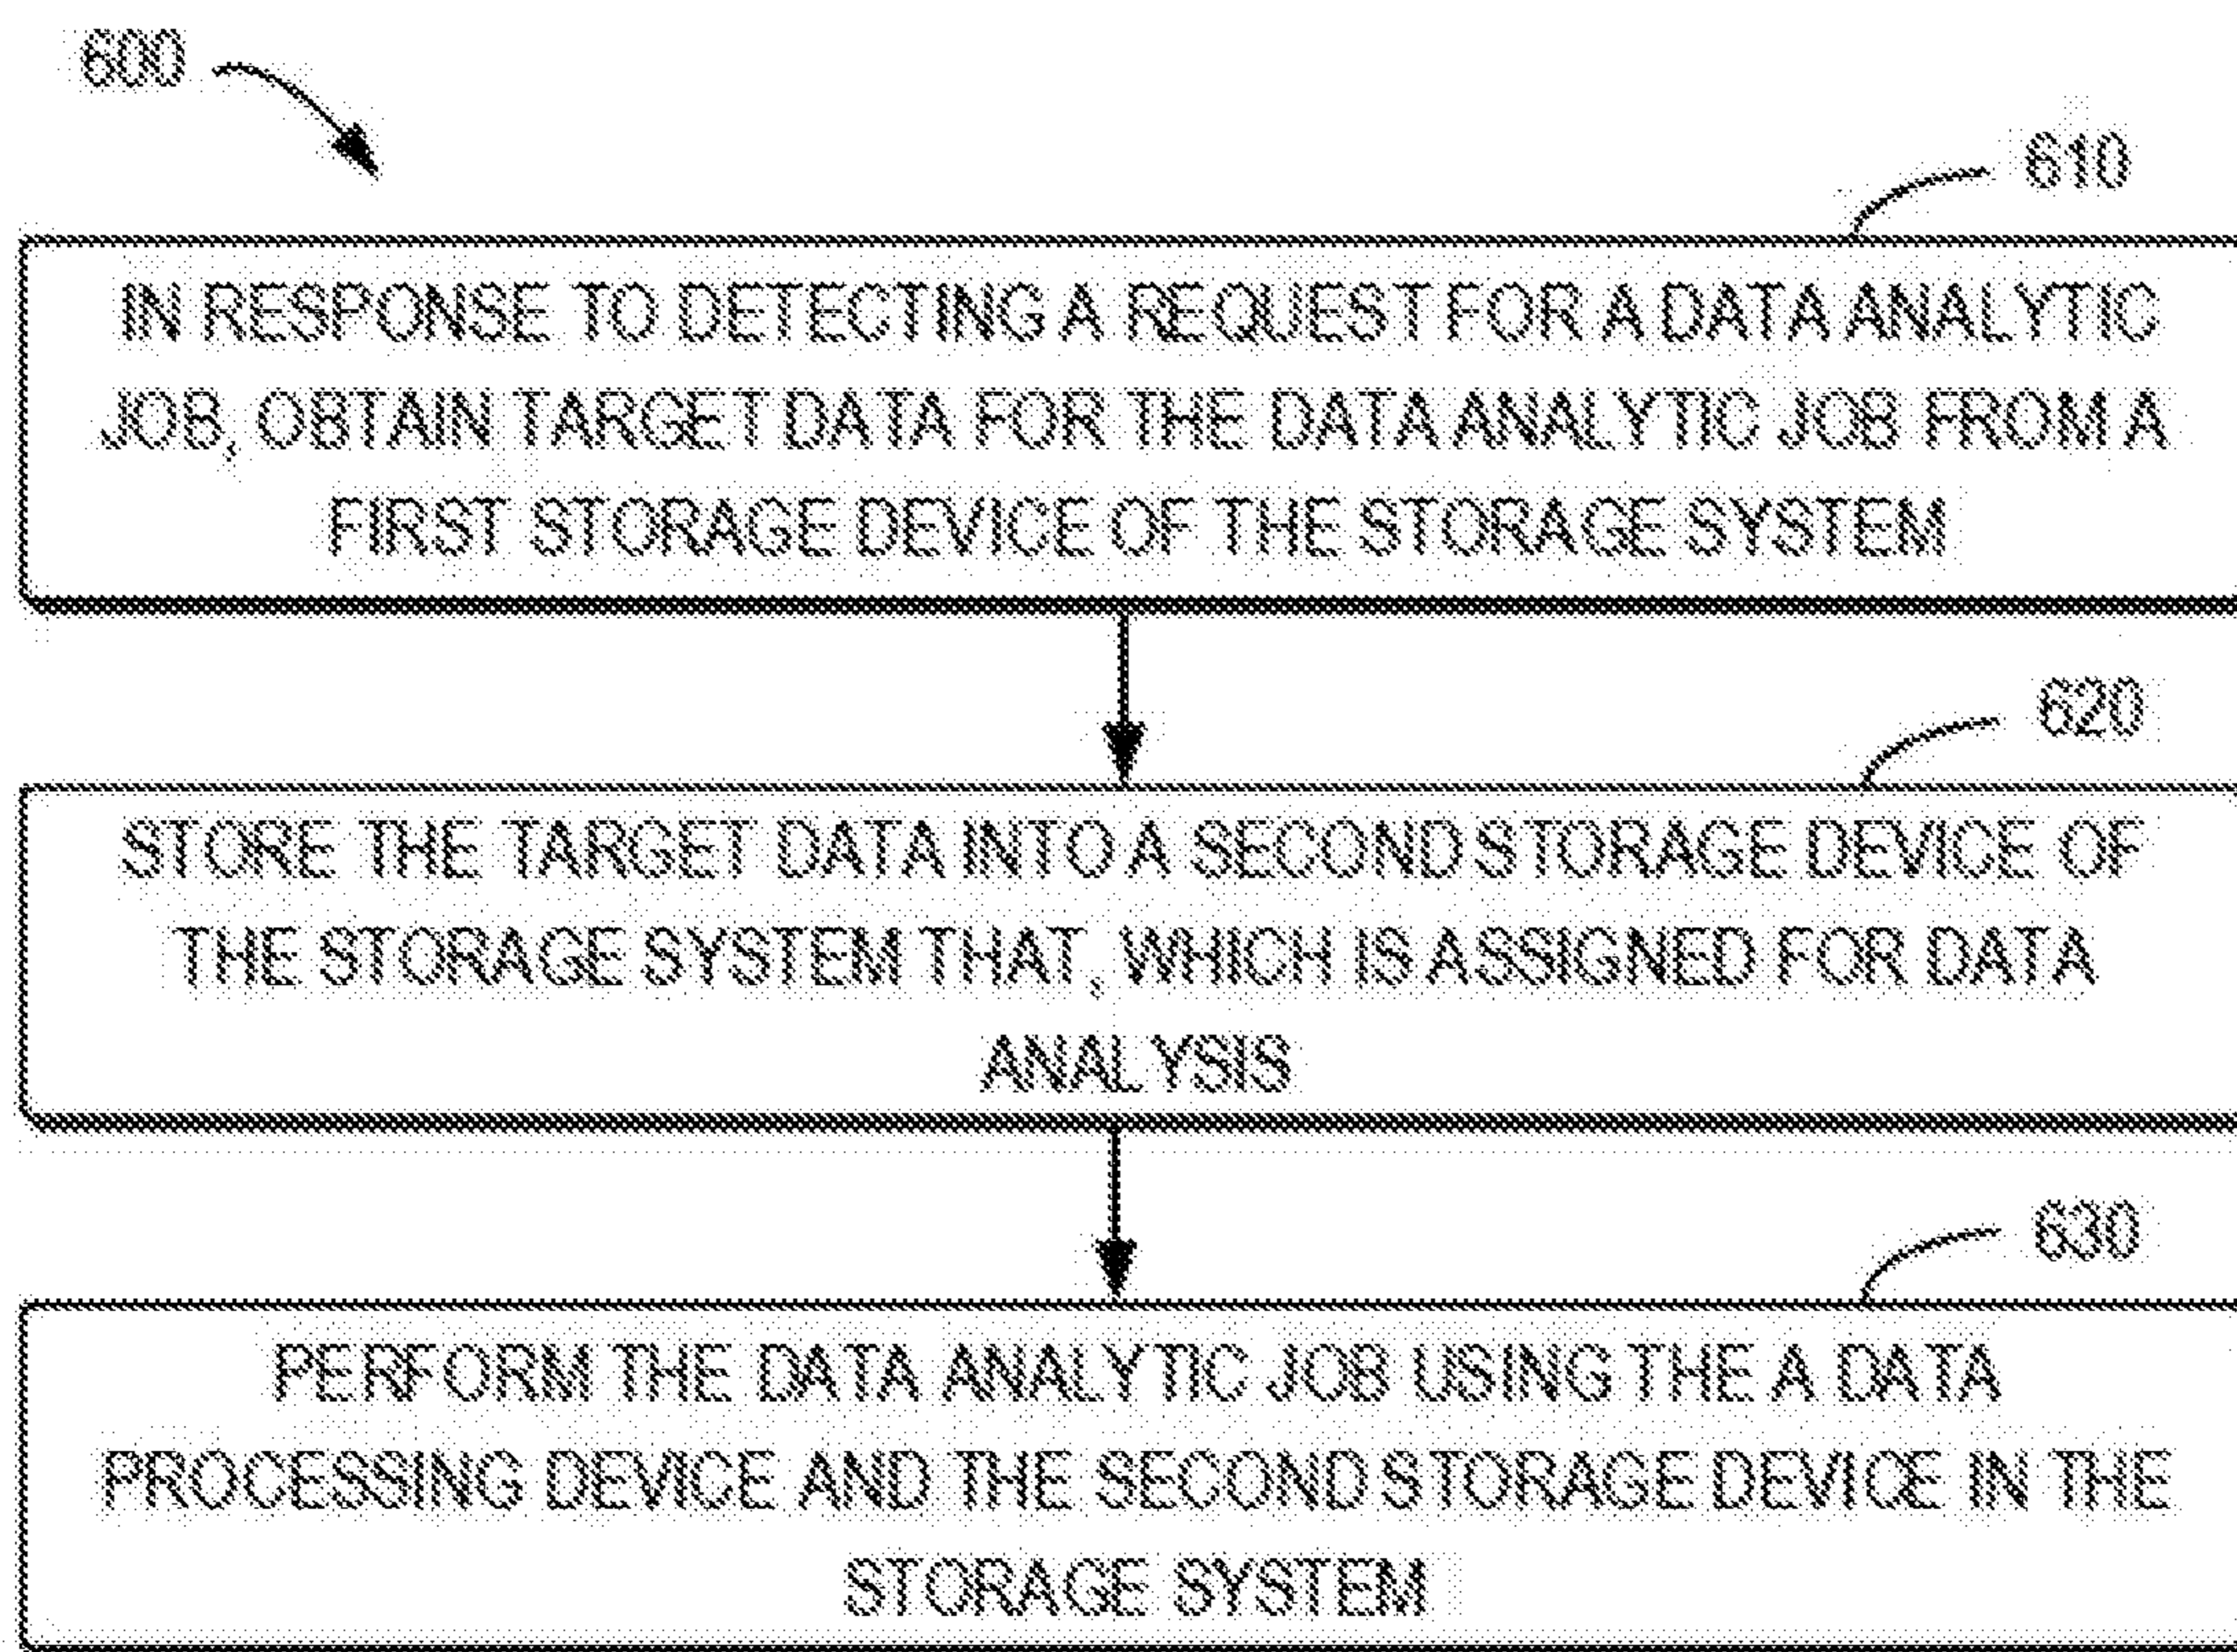 600
610
IN RESPONSE TO DETECTING A REQUEST FOR A DATA ANALYTIC
JOB, OBTAIN TARGET DATA FOR THE DATA ANALYTIC JOB FROM A
FIRST STORAGE DEVICE OF THE STORAGE SYSTEM
620
STORE THE TARGET DATA INTO A SECOND STORAGE DEVICE OF
THE STORAGE SYSTEM THAT, WHICH IS ASSIGNED FOR DATA
ANALYSIS
630
PERFORM THE DATA ANALYTIC JOB USING THE A DATA
PROCESSING DEVICE AND THE SECOND STORAGE DEVICE IN THE
STORAGE SYSTEM